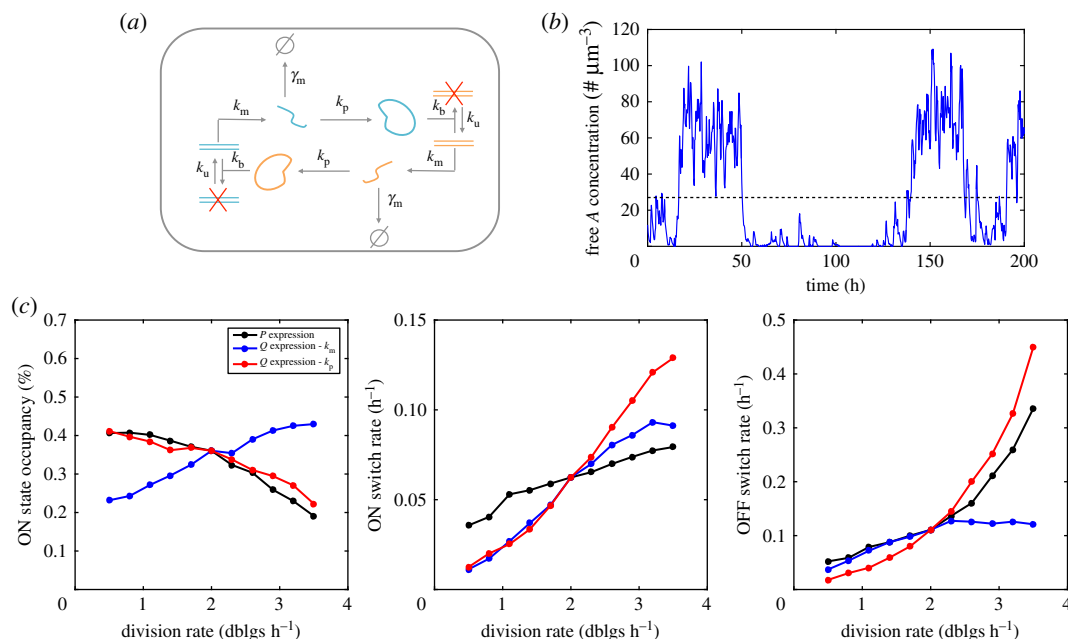 (a)
∅
γm
km
kp
kb
ku
ku
kb
kp
km
γm
∅
(b)
free A concentration (# μm−3)
120
100
80
60
40
20
0
50
100
150
200
time (h)
(c)
ON state occupancy (%)
0.7
0.6
0.5
0.4
0.3
0.2
0.1
0
1
2
3
4
division rate (dblgs h−1)
P expression
Q expression - km
Q expression - kp
ON switch rate (h−1)
0.15
0.10
0.05
0
1
2
3
4
division rate (dblgs h−1)
OFF switch rate (h−1)
0.5
0.4
0.3
0.2
0.1
0
1
2
3
4
division rate (dblgs h−1)